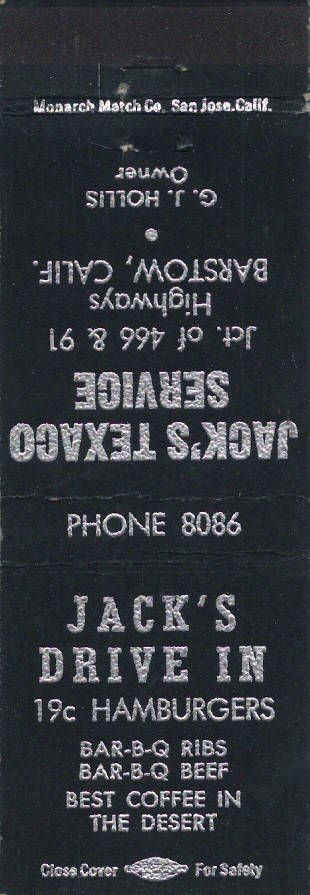 Monarch Match Co. San Jose, Calif.
JACK'S TEXACO
SERVICE
Jct. of 466 & 91
Highways
BARSTOW, CALIF.
•
G. J. HOLLIS
Owner
PHONE 8086
JACK'S
DRIVE IN
19c HAMBURGERS
BAR-B-Q RIBS
BAR-B-Q BEEF
BEST COFFEE IN
THE DESERT
Close Cover For Safety